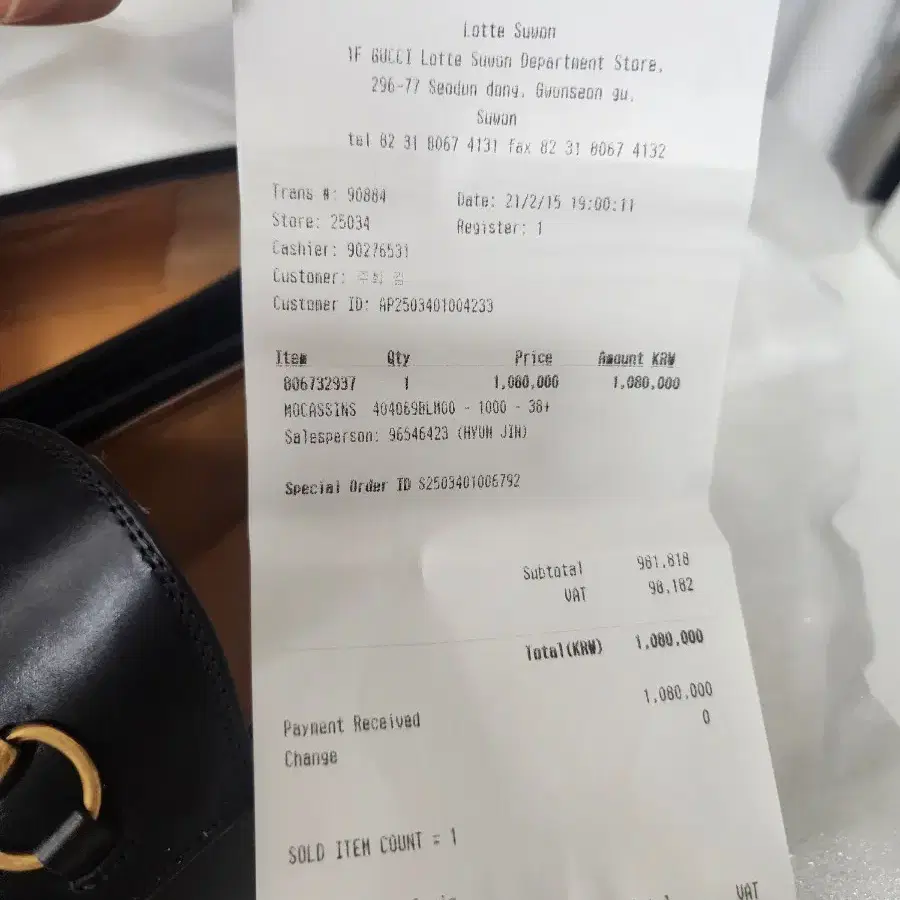 Lotte Suwon
1F GUCCI Lotte Suwon Department Store,
296-77 Seodun dong, Gwonseon gu,
Suwon
tel 82 31 8067 4131 fax 82 31 8067 4132
Trans #: 90884 Date: 21/2/15 19:00:11
Store: 25034 Register: 1
Cashier: 90276531
Customer:
Customer ID: AP2503401004233
Item Qty Price Amount KRW
806732937 1 1,080,000 1,080,000
MOCASSINS 404069BLM00 - 1000 - 38+
Salesperson: 96546423 (HYUN JIN)
Special Order ID S2503401006792
Subtotal 981,818
VAT 98,182
Total(KRW) 1,080,000
Payment Received 1,080,000
Change 0
SOLD ITEM COUNT = 1
VAT